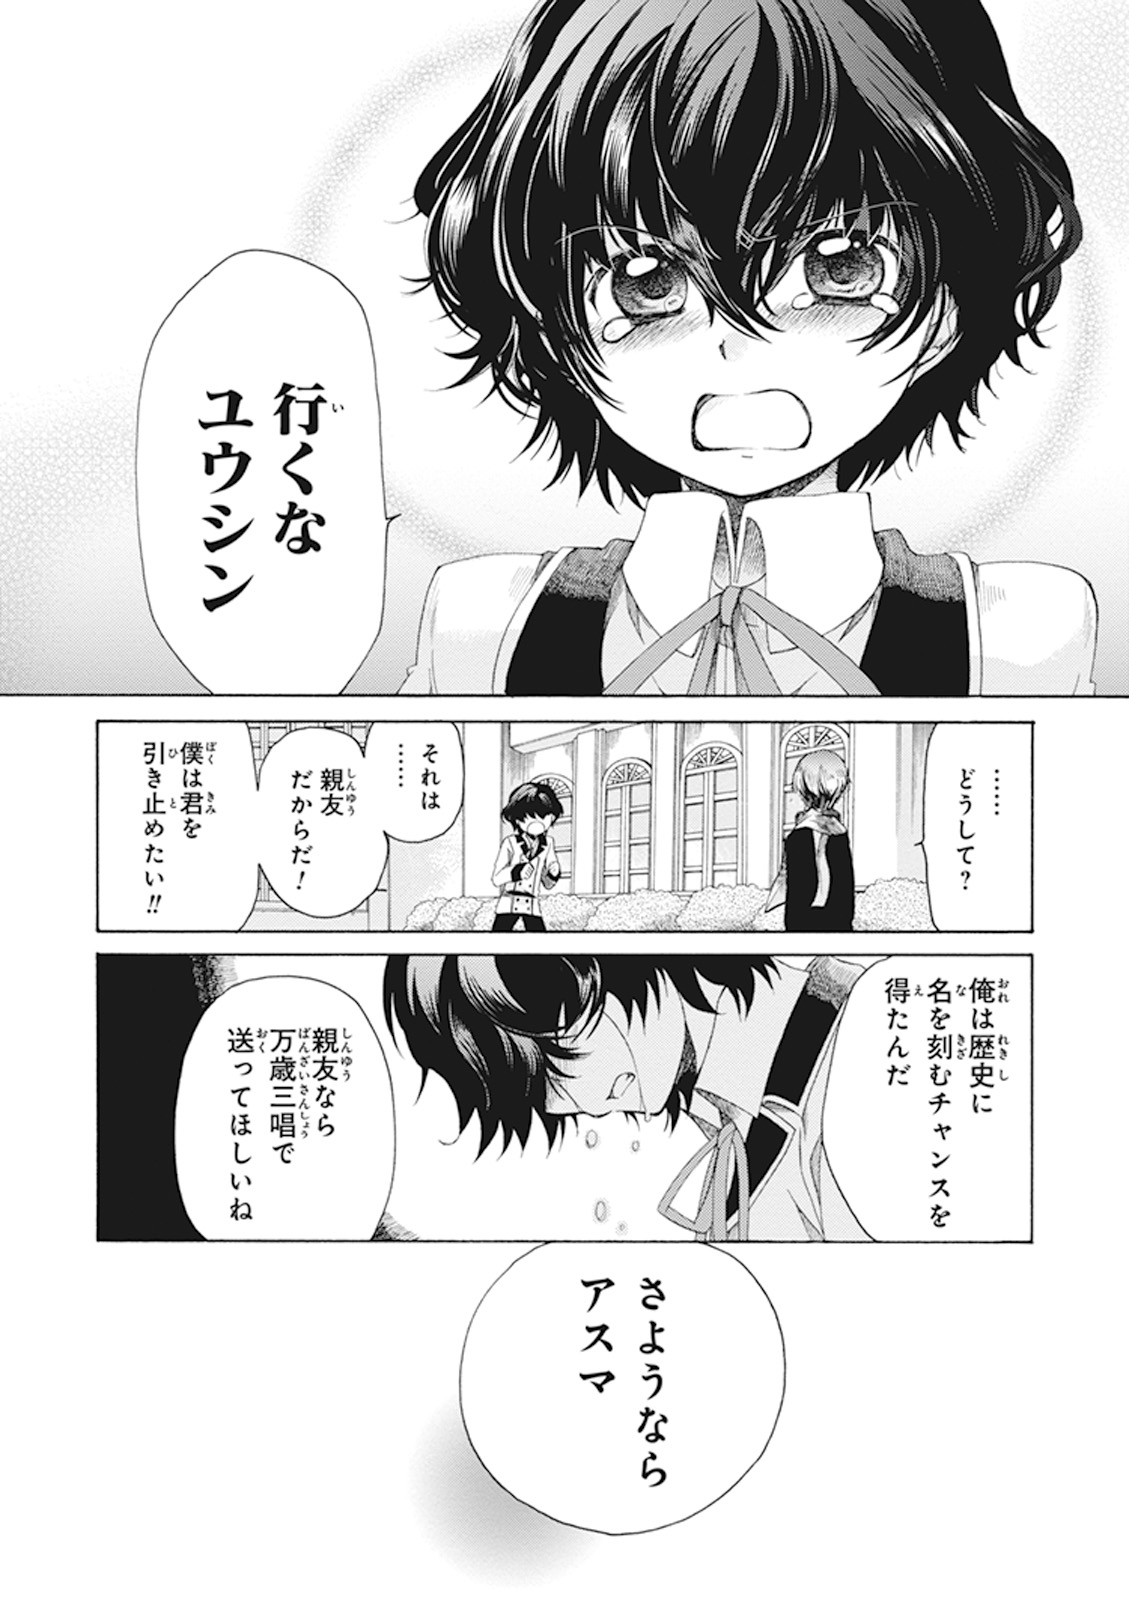 行くな
ユウシン
……
どうして？
それは
……
親友
だからだ！
僕は君を
引き止めたい!!
俺は歴史に
名を刻むチャンスを
得たんだ
親友なら
万歳三唱で
送ってほしいね
さようなら
アスマ